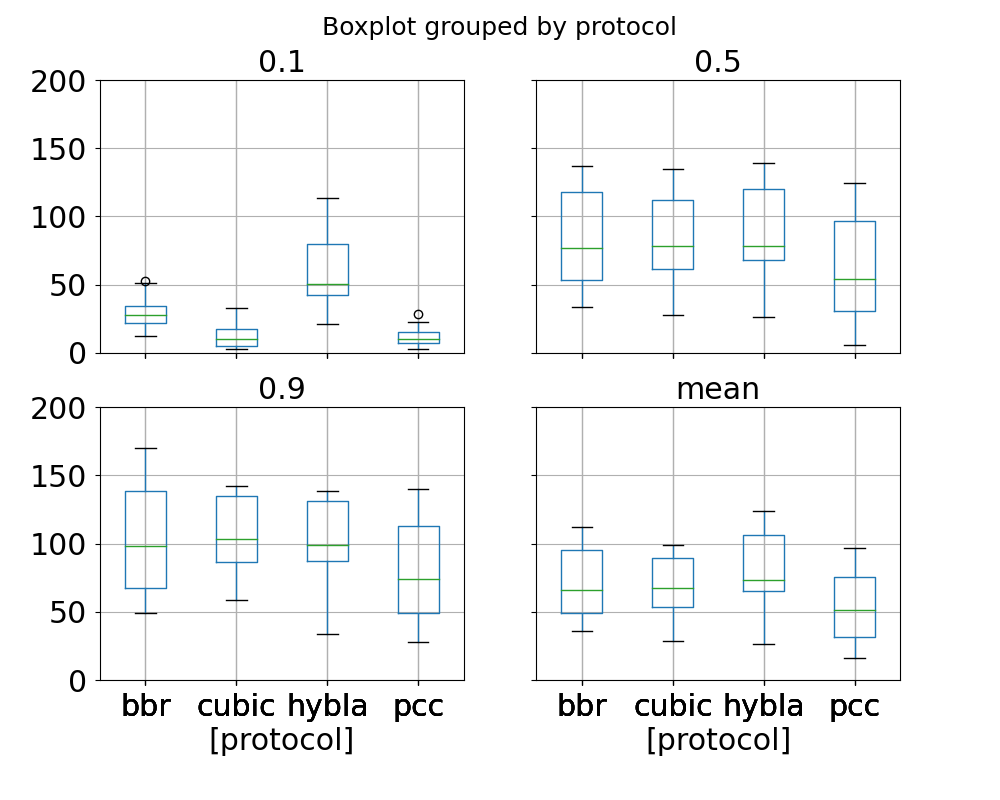 Boxplot grouped by protocol
0.1
0.5
200
150
100
50
0
0.9
mean
200
150
100
50
0
bbr cubic hybla pcc
bbr cubic hybla pcc
[protocol]
[protocol]